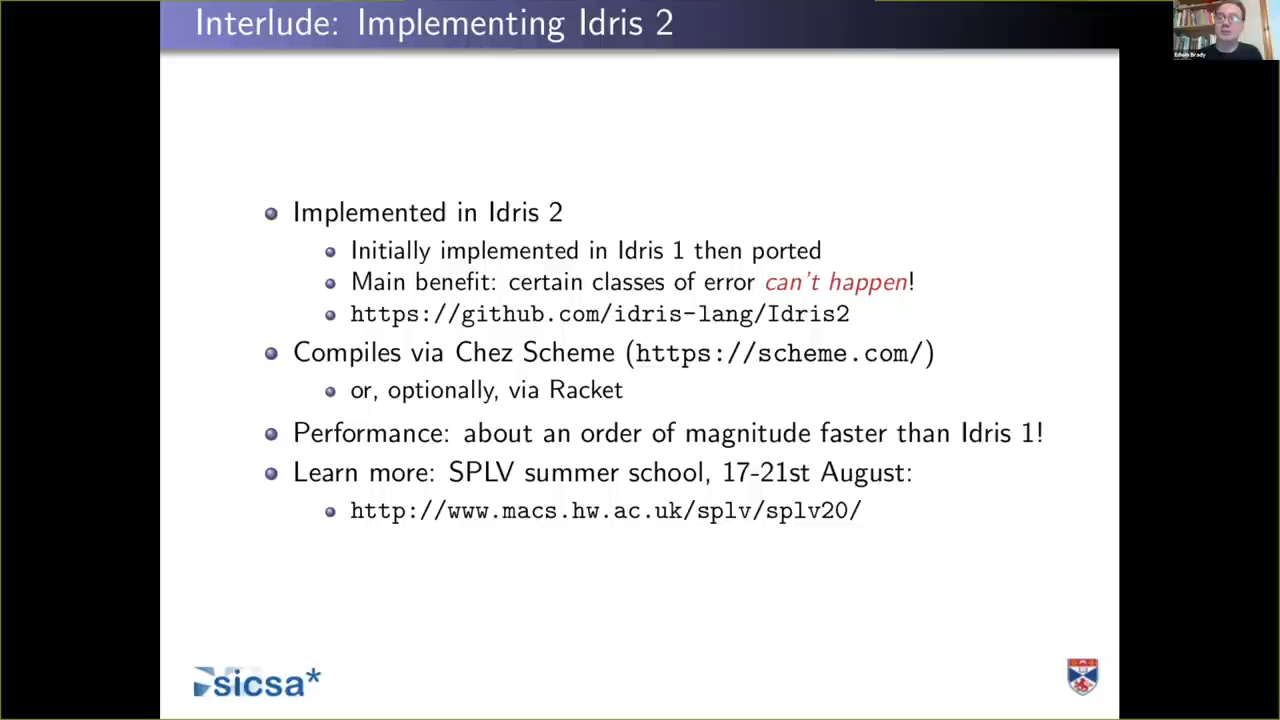 Interlude: Implementing Idris 2
Edwin Brady
Implemented in Idris 2
Initially implemented in Idris 1 then ported
Main benefit: certain classes of error can't happen!
https://github.com/idris-lang/Idris2
Compiles via Chez Scheme (https://scheme.com/)
or, optionally, via Racket
Performance: about an order of magnitude faster than Idris 1!
Learn more: SPLV summer school, 17-21st August:
http://www.macs.hw.ac.uk/splv/splv20/
sicsa*